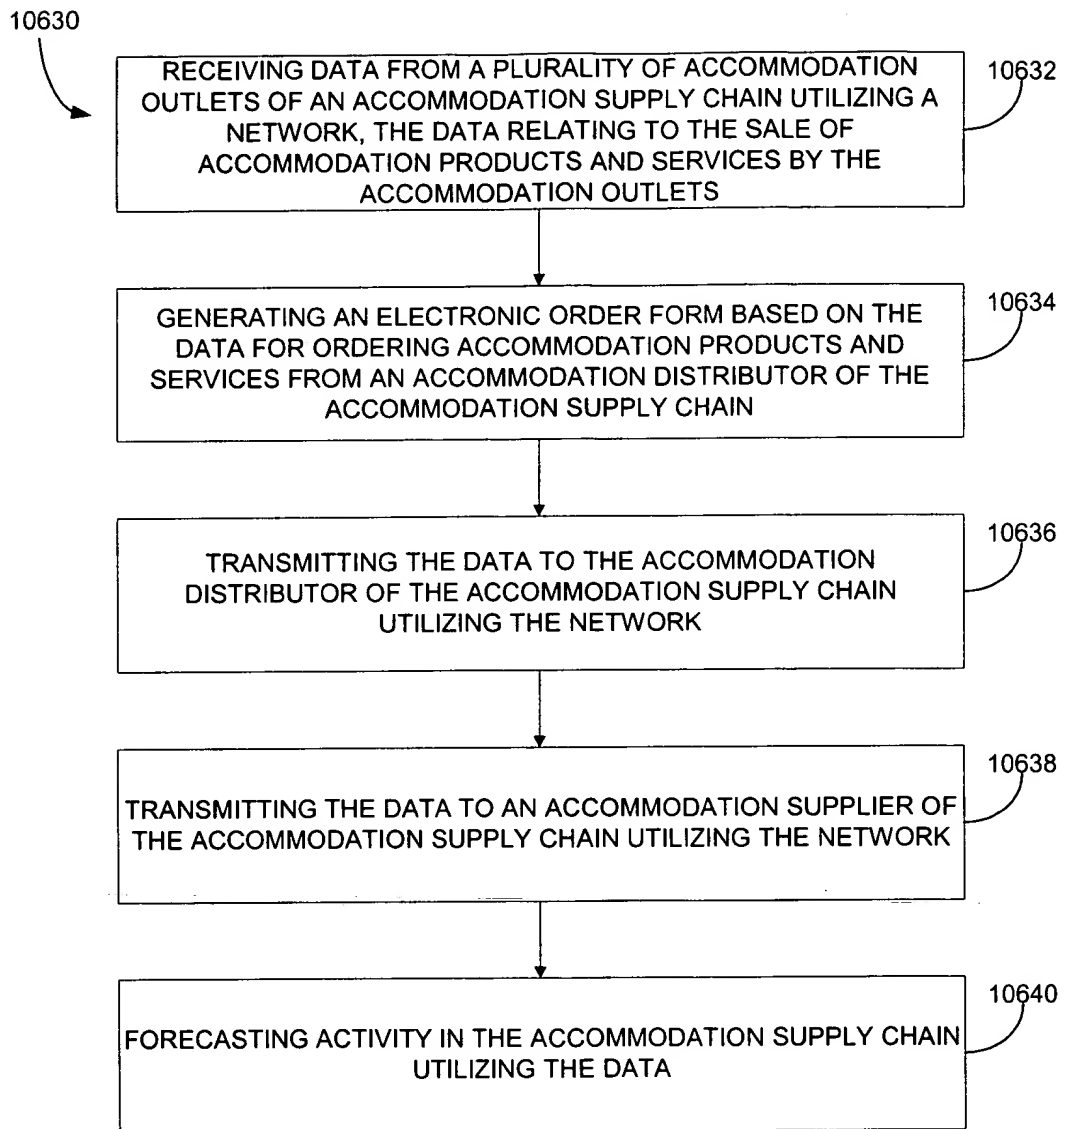 10630
RECEIVING DATA FROM A PLURALITY OF ACCOMMODATION
OUTLETS OF AN ACCOMMODATION SUPPLY CHAIN UTILIZING A
NETWORK, THE DATA RELATING TO THE SALE OF
ACCOMMODATION PRODUCTS AND SERVICES BY THE
ACCOMMODATION OUTLETS
10632
GENERATING AN ELECTRONIC ORDER FORM BASED ON THE
DATA FOR ORDERING ACCOMMODATION PRODUCTS AND
SERVICES FROM AN ACCOMMODATION DISTRIBUTOR OF THE
ACCOMMODATION SUPPLY CHAIN
10634
TRANSMITTING THE DATA TO THE ACCOMMODATION
DISTRIBUTOR OF THE ACCOMMODATION SUPPLY CHAIN
UTILIZING THE NETWORK
10636
TRANSMITTING THE DATA TO AN ACCOMMODATION SUPPLIER OF
THE ACCOMMODATION SUPPLY CHAIN UTILIZING THE NETWORK
10638
FORECASTING ACTIVITY IN THE ACCOMMODATION SUPPLY CHAIN
UTILIZING THE DATA
10640